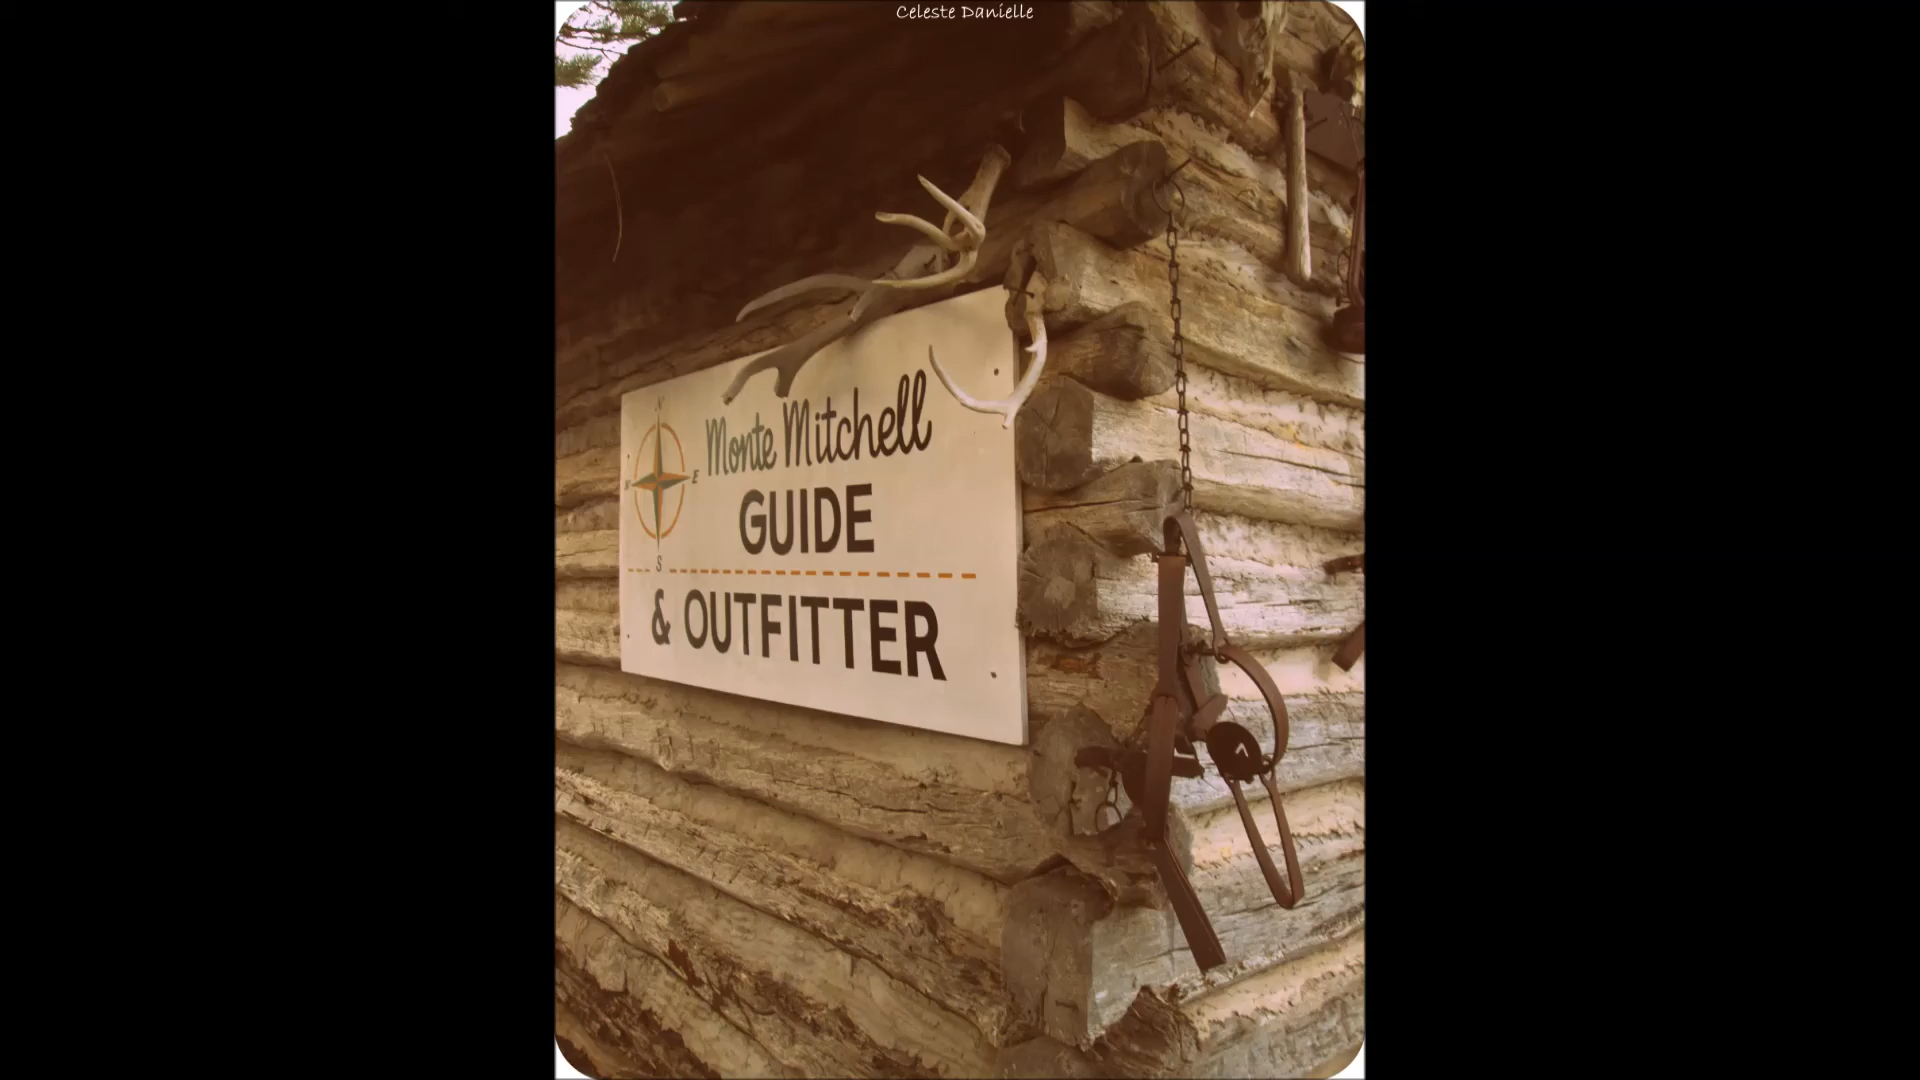 Celeste Danielle
N
Monte Mitchell
W E
GUIDE
S
& OUTFITTER